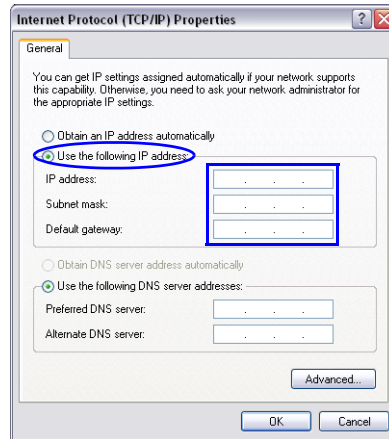 Internet Protocol (TCP/IP) Properties
General
You can get IP settings assigned automatically if your network supports
this capability. Otherwise, you need to ask your network administrator for
the appropriate IP settings.
Obtain an IP address automatically
Use the following IP address:
IP address:
Subnet mask:
Default gateway:
Obtain DNS server address automatically
Use the following DNS server addresses:
Preferred DNS server:
Alternate DNS server:
Advanced...
OK Cancel